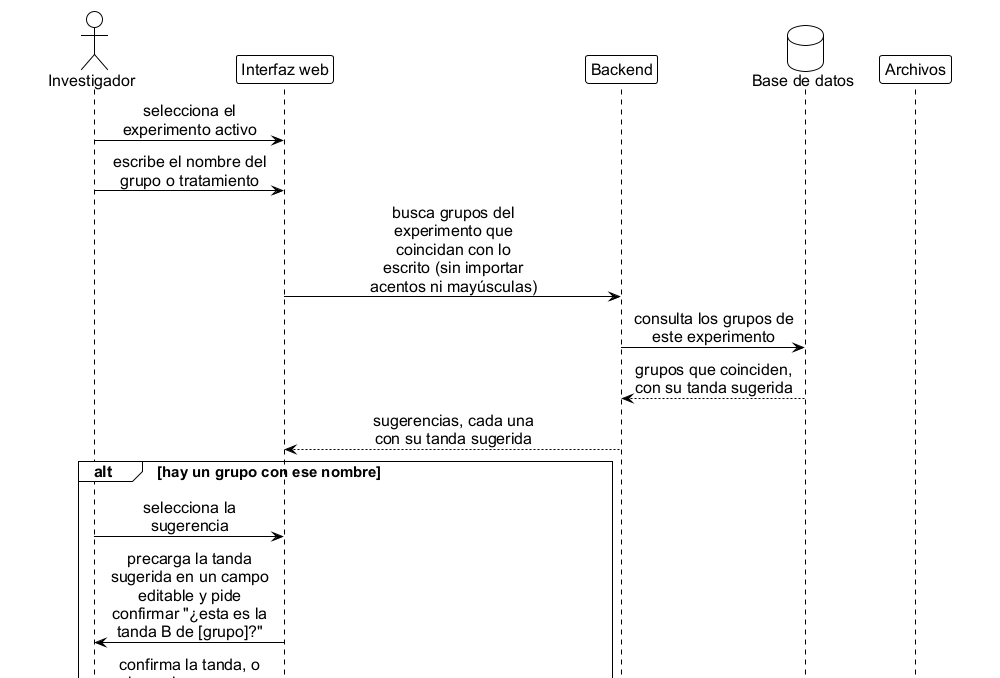 Investigador
Interfaz web
Backend
Base de datos
Archivos
selecciona el
experimento activo
escribe el nombre del
grupo o tratamiento
busca grupos del
experimento que
coincidan con lo
escrito (sin importar
acentos ni mayúsculas)
consulta los grupos de
este experimento
grupos que coinciden,
con su tanda sugerida
sugerencias, cada una
con su tanda sugerida
alt [hay un grupo con ese nombre]
selecciona la
sugerencia
precarga la tanda
sugerida en un campo
editable y pide
confirmar "¿esta es la
tanda B de [grupo]?"
confirma la tanda, o